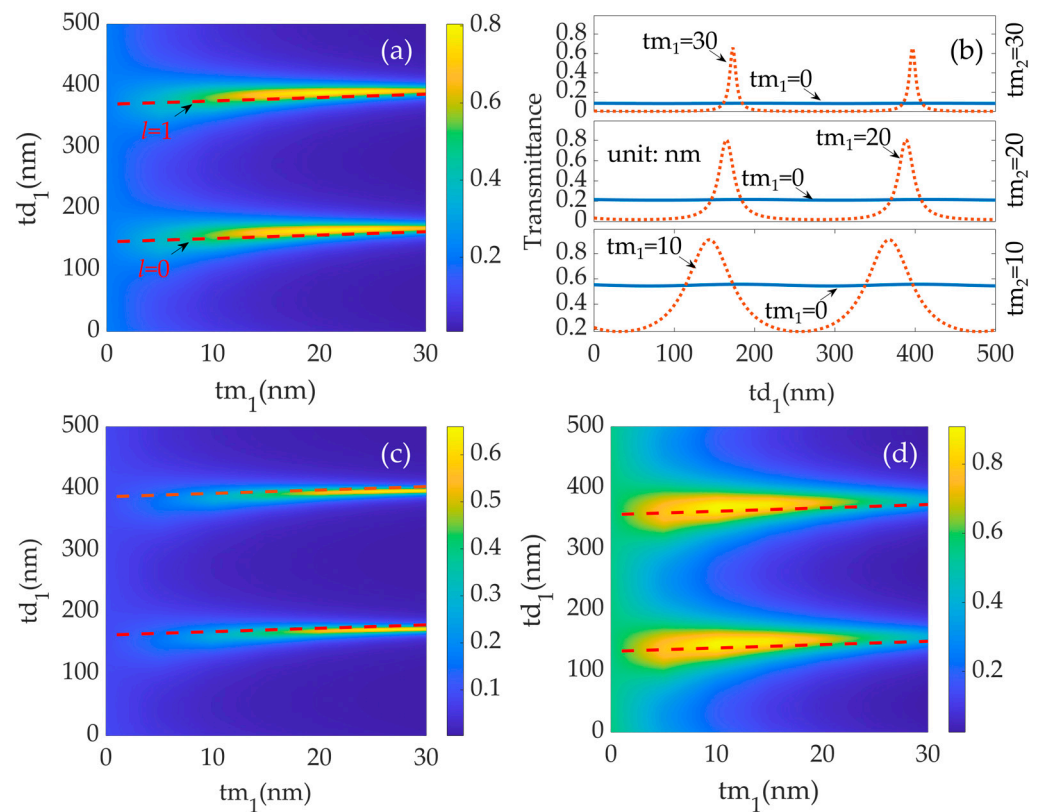 500
400
300
200
100
0
td₁(nm)
(a)
l=1
l=0
0
10
20
30
tm₁(nm)
0.8
0.6
0.4
0.2
(b)
Transmittance
0.8
0.6
0.4
0.2
0
tm₁=30
tm₁=0
tm₂=30
0.8
0.6
0.4
0.2
0
unit: nm
tm₁=20
tm₁=0
tm₂=20
0.8
0.6
0.4
0.2
tm₁=10
tm₁=0
tm₂=10
0
100
200
300
400
500
td₁(nm)
500
400
300
200
100
0
td₁(nm)
(c)
0
10
20
30
tm₁(nm)
0.6
0.5
0.4
0.3
0.2
0.1
500
400
300
200
100
0
td₁(nm)
(d)
0
10
20
30
tm₁(nm)
0.8
0.6
0.4
0.2